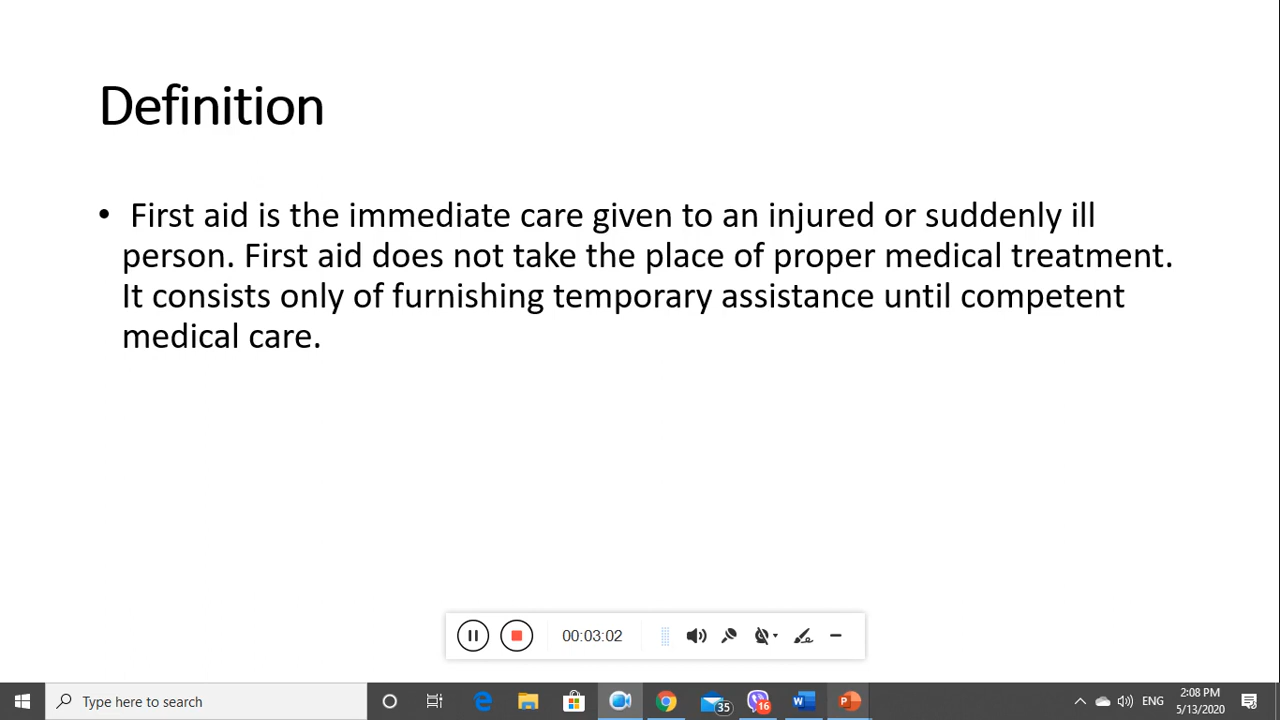 Definition
• First aid is the immediate care given to an injured or suddenly ill
person. First aid does not take the place of proper medical treatment.
It consists only of furnishing temporary assistance until competent
medical care.
00:03:02
Type here to search
35
16
ENG
2:08 PM
5/13/2020